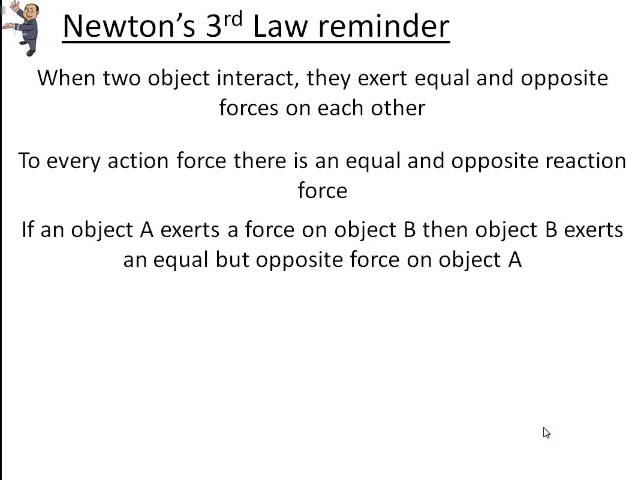 Newton's 3rd Law reminder
When two object interact, they exert equal and opposite
forces on each other
To every action force there is an equal and opposite reaction
force
If an object A exerts a force on object B then object B exerts
an equal but opposite force on object A